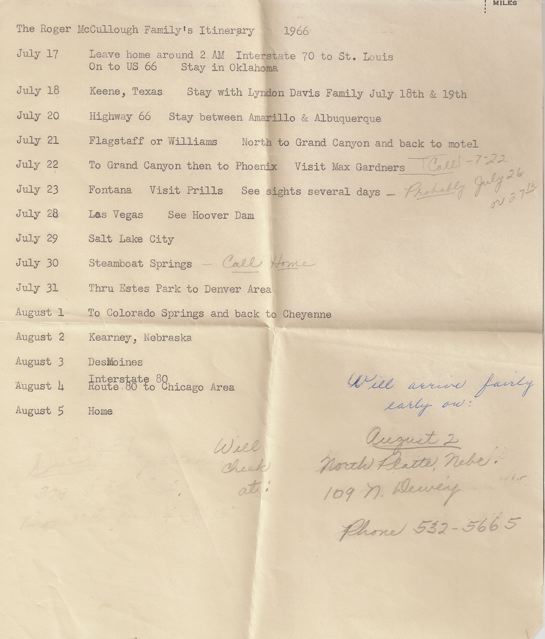 MILES
The Roger McCullough Family's Itinerary 1966
July 17 Leave home around 2 AM Interstate 70 to St. Louis
On to US 66 Stay in Oklahoma
July 18 Keene, Texas Stay with Lyndon Davis Family July 18th & 19th
July 20 Highway 66 Stay between Amarillo & Albuquerque
July 21 Flagstaff or Williams North to Grand Canyon and back to motel
July 22 To Grand Canyon then to Phoenix Visit Max Gardners Call - 7-22
July 23 Fontana Visit Prills See sights several days - Probably July 26
or 27th
July 28 Las Vegas See Hoover Dam
July 29 Salt Lake City
July 30 Steamboat Springs - Call Home
July 31 Thru Estes Park to Denver Area
August 1 To Colorado Springs and back to Cheyenne
August 2 Kearney, Nebraska
August 3 DesMoines
Interstate 80
August 4 Route 80 to Chicago Area
August 5 Home
Will arrive fairly
early on:
Will
check
at:
August 2
North Platte, Nebr.
109 N. Dewey
Phone 532-5665